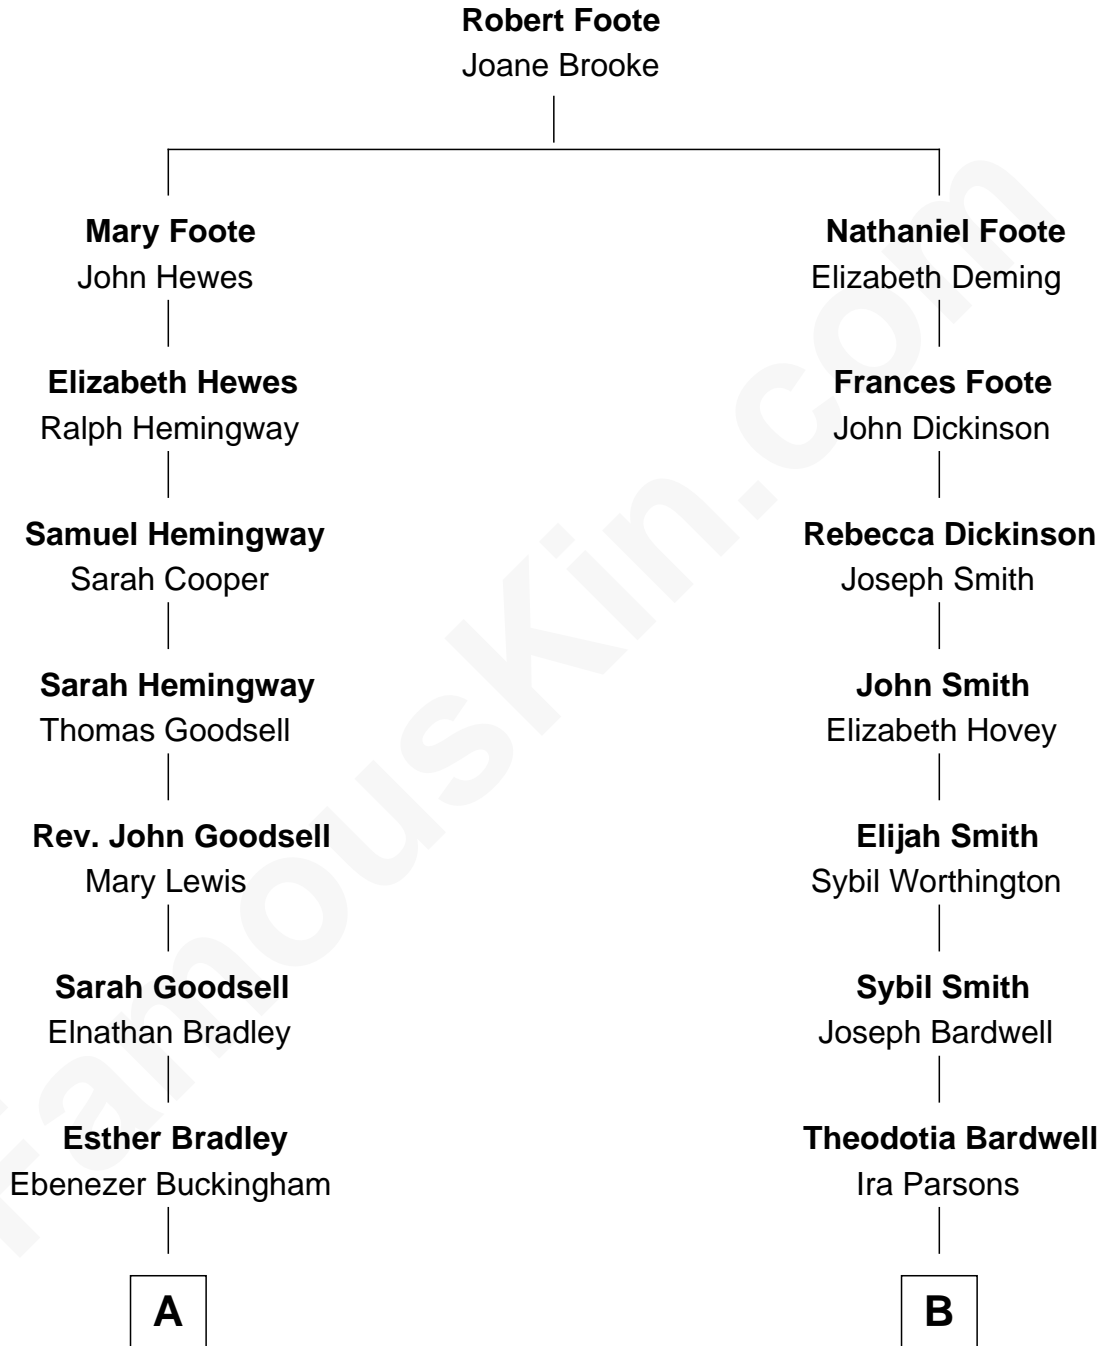 Robert Foote
Joane Brooke
Mary Foote
John Hewes
Nathaniel Foote
Elizabeth Deming
Elizabeth Hewes
Ralph Hemingway
Frances Foote
John Dickinson
Samuel Hemingway
Sarah Cooper
Rebecca Dickinson
Joseph Smith
Sarah Hemingway
Thomas Goodsell
John Smith
Elizabeth Hovey
Rev. John Goodsell
Mary Lewis
Elijah Smith
Sybil Worthington
Sarah Goodsell
Elnathan Bradley
Sybil Smith
Joseph Bardwell
Esther Bradley
Ebenezer Buckingham
Theodotia Bardwell
Ira Parsons
A
B
FamousKin.com